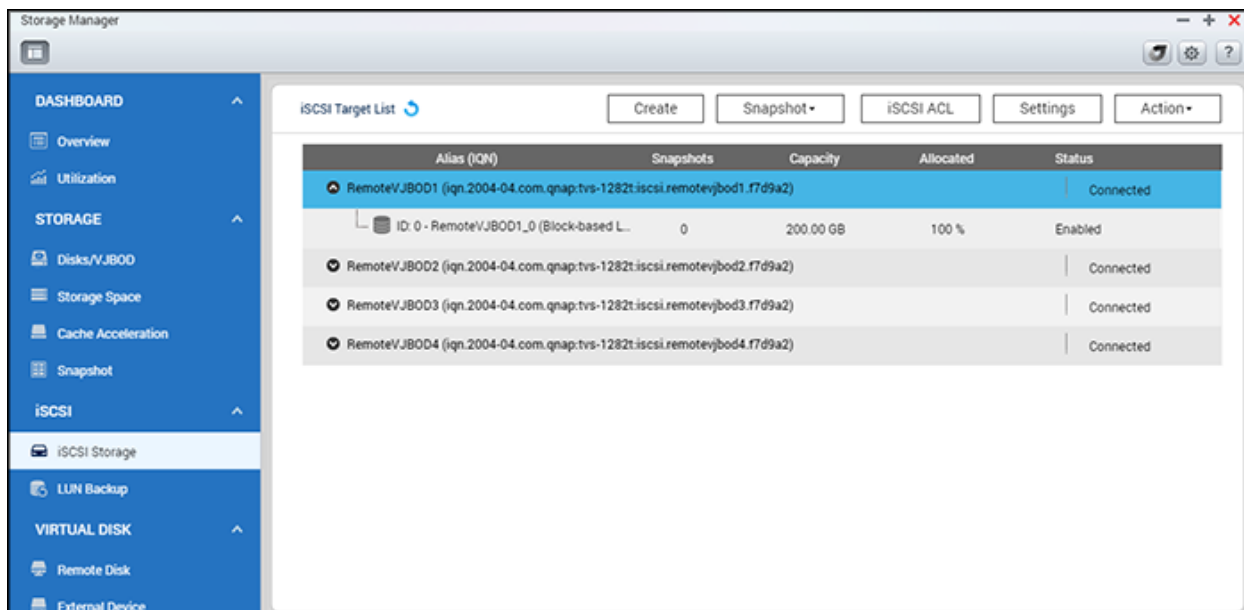 Storage Manager
?
DASHBOARD
Overview
Utilization
STORAGE
Disks/VJBOD
Storage Space
Cache Acceleration
Snapshot
iSCSI
iSCSI Storage
LUN Backup
VIRTUAL DISK
Remote Disk
External Device
iSCSI Target List Create Snapshot iSCSI ACL Settings Action
Alias (IQN) Snapshots Capacity Allocated Status
RemoteVJBOD1 (iqn.2004-04.com.qnap:tvs-1282t:iscsi.remotevjbod1.f7d9a2) Connected
ID: 0 - RemoteVJBOD1_0 (Block-based L... 0 200.00 GB 100 % Enabled
RemoteVJBOD2 (iqn.2004-04.com.qnap:tvs-1282t:iscsi.remotevjbod2.f7d9a2) Connected
RemoteVJBOD3 (iqn.2004-04.com.qnap:tvs-1282t:iscsi.remotevjbod3.f7d9a2) Connected
RemoteVJBOD4 (iqn.2004-04.com.qnap:tvs-1282t:iscsi.remotevjbod4.f7d9a2) Connected